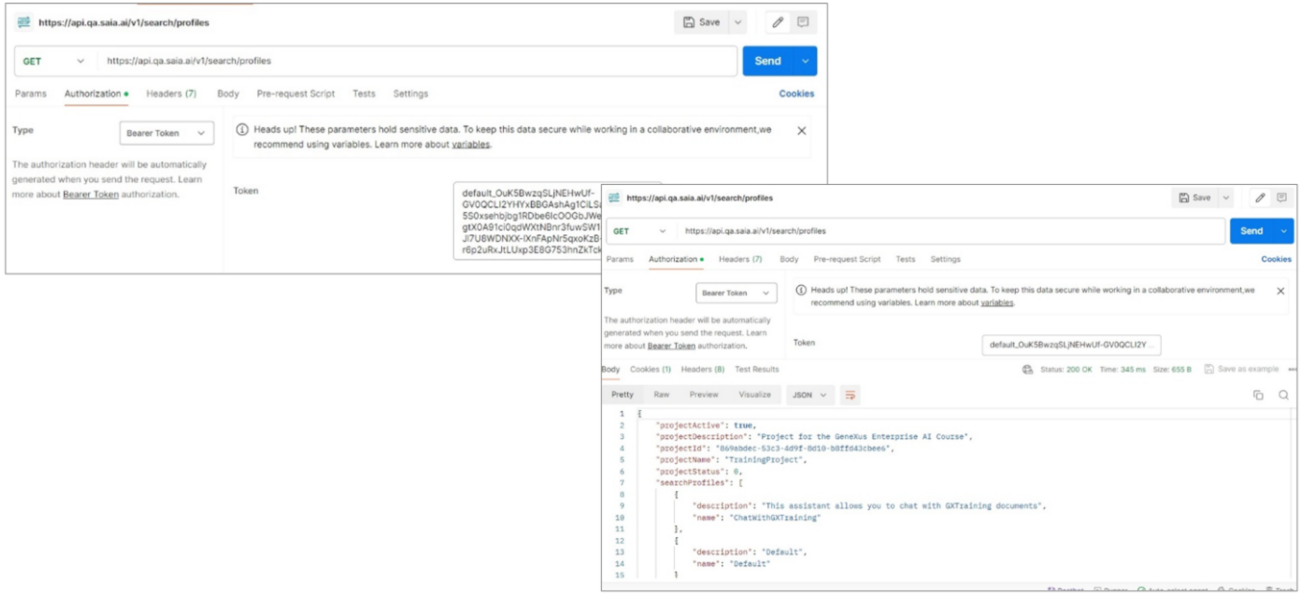 https://api.qa.saia.ai/v1/search/profiles
Save
GET
https://api.qa.saia.ai/v1/search/profiles
Send
Params Authorization Headers (7) Body Pre-request Script Tests Settings
Cookies
Type
Bearer Token
Heads up! These parameters hold sensitive data. To keep this data secure while working in a collaborative environment,we
recommend using variables. Learn more about variables.
The authorization header will be automatically
generated when you send the request. Learn
more about Bearer Token authorization.
Token
https://api.qa.saia.ai/v1/search/profiles
Save
GET
https://api.qa.saia.ai/v1/search/profiles
Send
Params Authorization Headers (7) Body Pre-request Script Tests Settings
Cookies
Type
Bearer Token
Heads up! These parameters hold sensitive data. To keep this data secure while working in a collaborative environment,we
recommend using variables. Learn more about variables.
The authorization header will be automatically
generated when you send the request. Learn
more about Bearer Token authorization.
Token
Body Cookies (1) Headers (8) Test Results
Status: 200 OK Time: 345 ms Size: 655 B Save as example
Pretty Raw Preview Visualize JSON
1 {
2 "projectActive": true,
3 "projectDescription": "Project for the GeneXus Enterprise AI Course",
4 "projectId":
5 "projectName": "TrainingProject",
6 "projectStatus": 0,
7 "searchProfiles": [
8 {
9 "description": "This assistant allows you to chat with GXTraining documents",
10 "name": "ChatWithGXTraining"
11 },
12 {
13 "description": "Default",
14 "name": "Default"
15 }